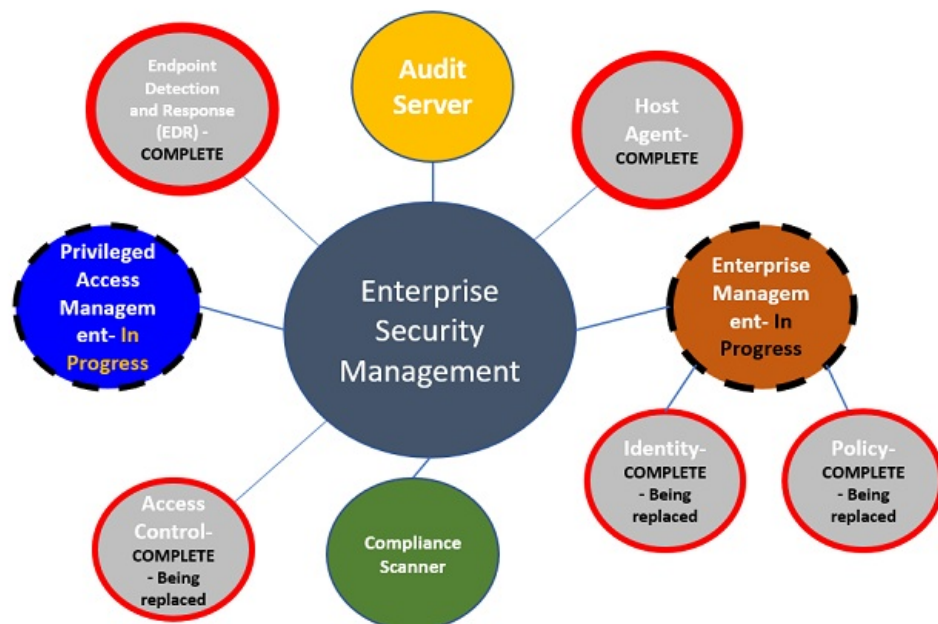 Endpoint
Detection
and Response
(EDR) -
COMPLETE
Audit
Server
Host
Agent-
COMPLETE
Privileged
Access
Managem
ent- In
Progress
Enterprise
Security
Management
Enterprise
Managem
ent- In
Progress
Access
Control-
COMPLETE
- Being
replaced
Compliance
Scanner
Identity-
COMPLETE
- Being
replaced
Policy-
COMPLETE
- Being
replaced